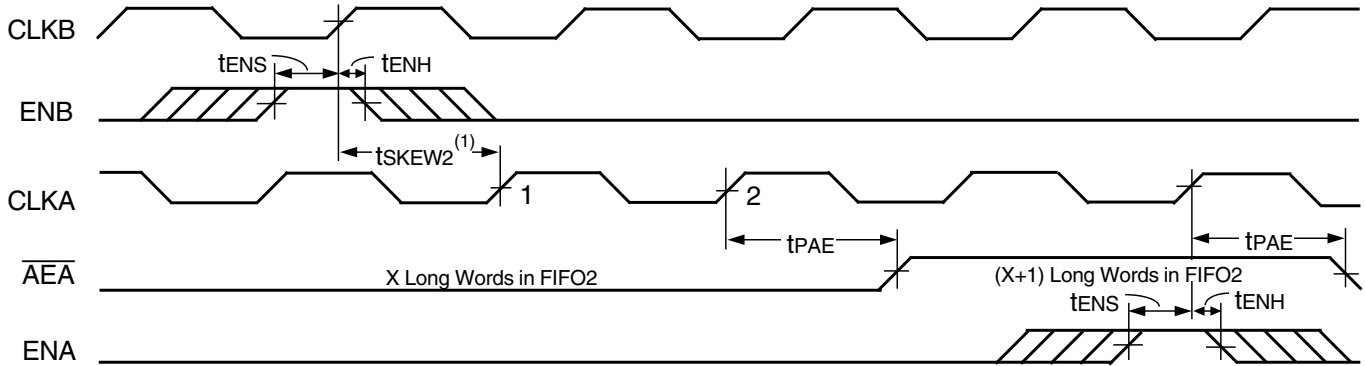 CLKB
tENS tENH
ENB
tSKEW2(1)
CLKA 1 2
tPAE tPAE
AEA X Long Words in FIFO2 (X+1) Long Words in FIFO2
tENS tENH
ENA